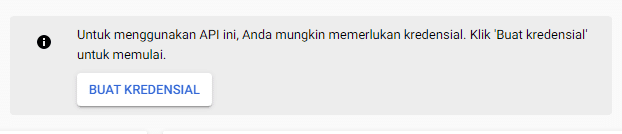 Untuk menggunakan API ini, Anda mungkin memerlukan kredensial. Klik 'Buat kredensial'
untuk memulai.
BUAT KREDENSIAL